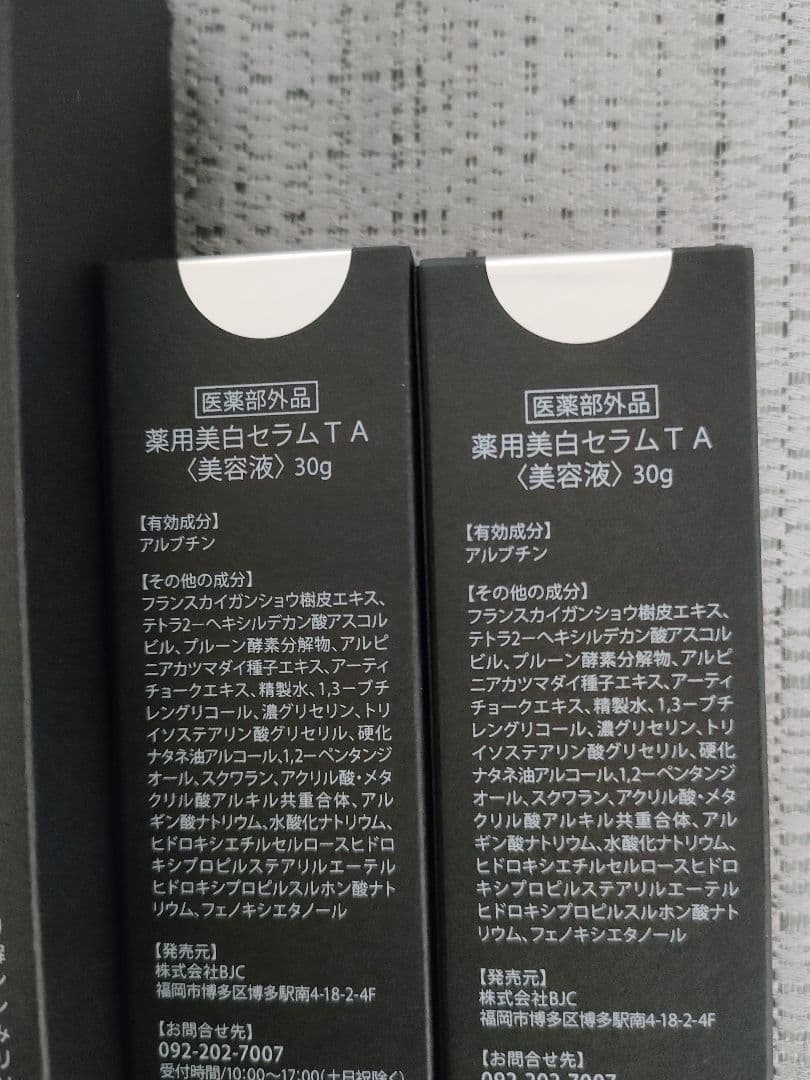 医薬部外品
薬用美白セラムTA
〈美容液〉30g
【有効成分】
アルブチン
【その他の成分】
フランスカイガンショウ樹皮エキス、
テトラ2-ヘキシルデカン酸アスコル
ビル、プルーン酵素分解物、アルピ
ニアカツマダイ種子エキス、アーティ
チョークエキス、精製水、1,3-ブチ
レングリコール、濃グリセリン、トリ
イソステアリン酸グリセリル、硬化
ナタネ油アルコール、1,2-ペンタンジ
オール、スクワラン、アクリル酸・メタ
クリル酸アルキル共重合体、アル
ギン酸ナトリウム、水酸化ナトリウム、
ヒドロキシエチルセルロースヒドロ
キシプロピルステアリルエーテル
ヒドロキシプロピルスルホン酸ナト
リウム、フェノキシエタノール
【発売元】
株式会社BJC
福岡市博多区博多駅南4-18-2-4F
【お問合せ先】
092-202-7007
受付時間/10:00～17:00(土日祝除く)
医薬部外品
薬用美白セラムTA
〈美容液〉30g
【有効成分】
アルブチン
【その他の成分】
フランスカイガンショウ樹皮エキス、
テトラ2-ヘキシルデカン酸アスコル
ビル、プルーン酵素分解物、アルピ
ニアカツマダイ種子エキス、アーティ
チョークエキス、精製水、1,3-ブチ
レングリコール、濃グリセリン、トリ
イソステアリン酸グリセリル、硬化
ナタネ油アルコール、1,2-ペンタンジ
オール、スクワラン、アクリル酸・メタ
クリル酸アルキル共重合体、アル
ギン酸ナトリウム、水酸化ナトリウム、
ヒドロキシエチルセルロースヒドロ
キシプロピルステアリルエーテル
ヒドロキシプロピルスルホン酸ナト
リウム、フェノキシエタノール
【発売元】
株式会社BJC
福岡市博多区博多駅南4-18-2-4F
【お問合せ先】
092-202-7007